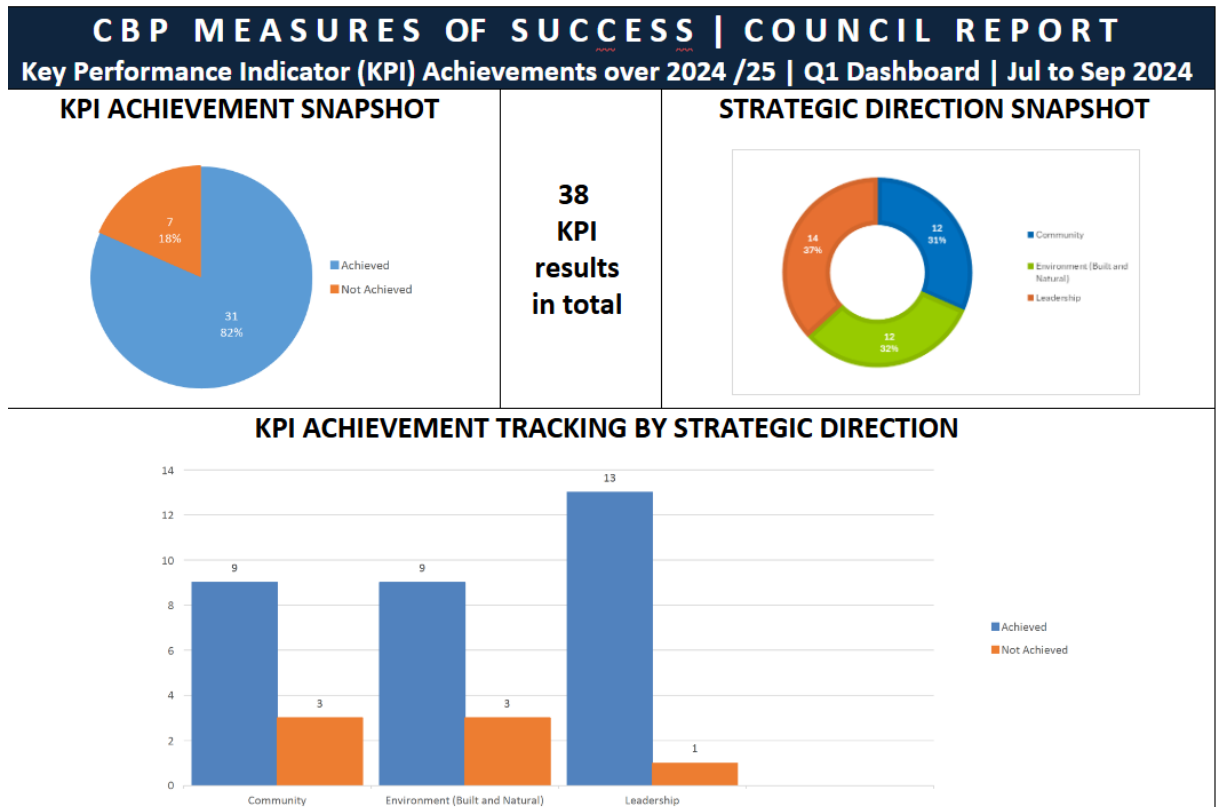 CBP MEASURES OF SUCCESS | COUNCIL REPORT
Key Performance Indicator (KPI) Achievements over 2024 /25 | Q1 Dashboard | Jul to Sep 2024
KPI ACHIEVEMENT SNAPSHOT
7
18%
31
82%
Achieved
Not Achieved
38
KPI
results
in total
STRATEGIC DIRECTION SNAPSHOT
14
37%
12
31%
12
32%
Community
Environment (Built and
Natural)
Leadership
KPI ACHIEVEMENT TRACKING BY STRATEGIC DIRECTION
14
12
10
8
6
4
2
0
9
3
9
3
13
1
Community
Environment (Built and Natural)
Leadership
Achieved
Not Achieved